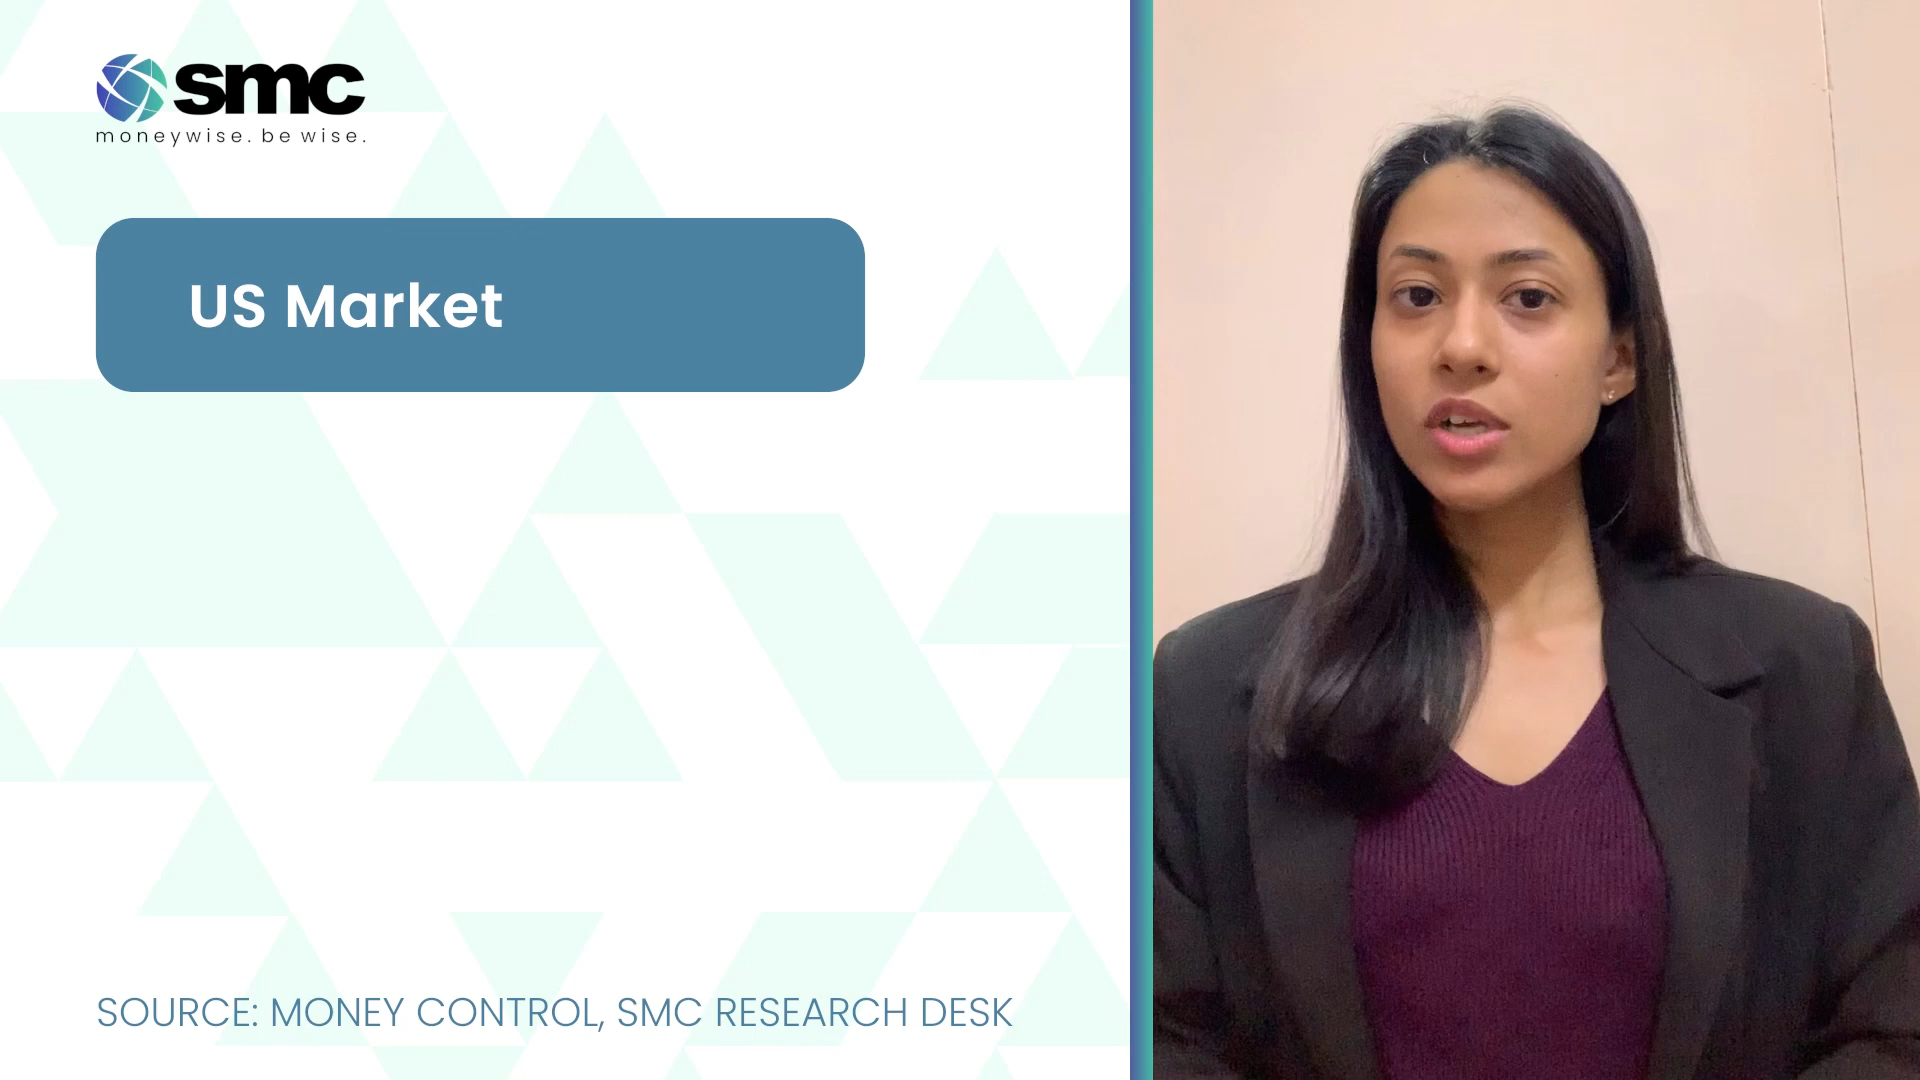 smc
moneywise. be wise.
US Market
SOURCE: MONEY CONTROL, SMC RESEARCH DESK